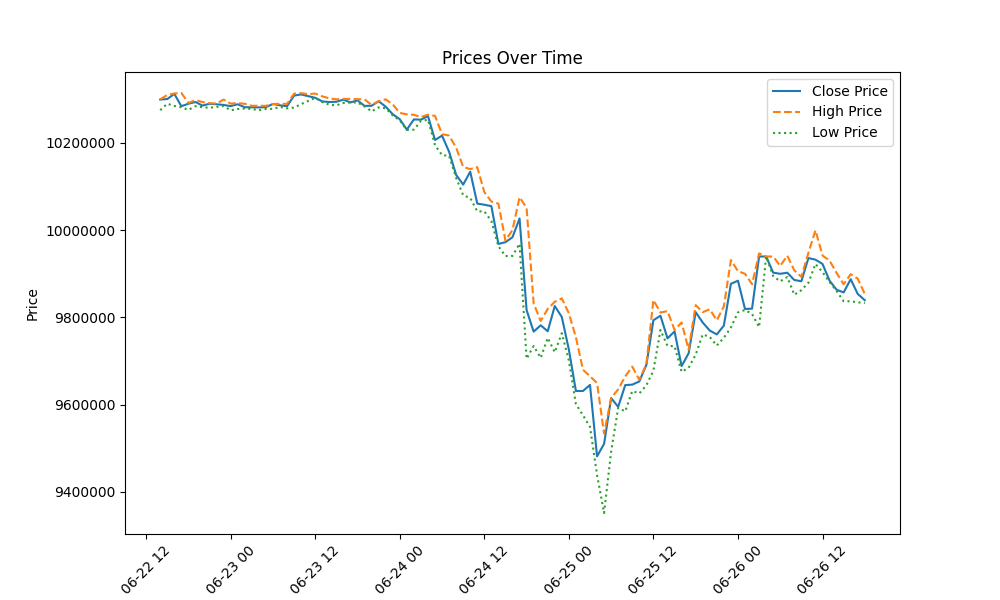 Prices Over Time
Close Price
High Price
Low Price
Price
10200000
10000000
9800000
9600000
9400000
06-22 12
06-23 00
06-23 12
06-24 00
06-24 12
06-25 00
06-25 12
06-26 00
06-26 12